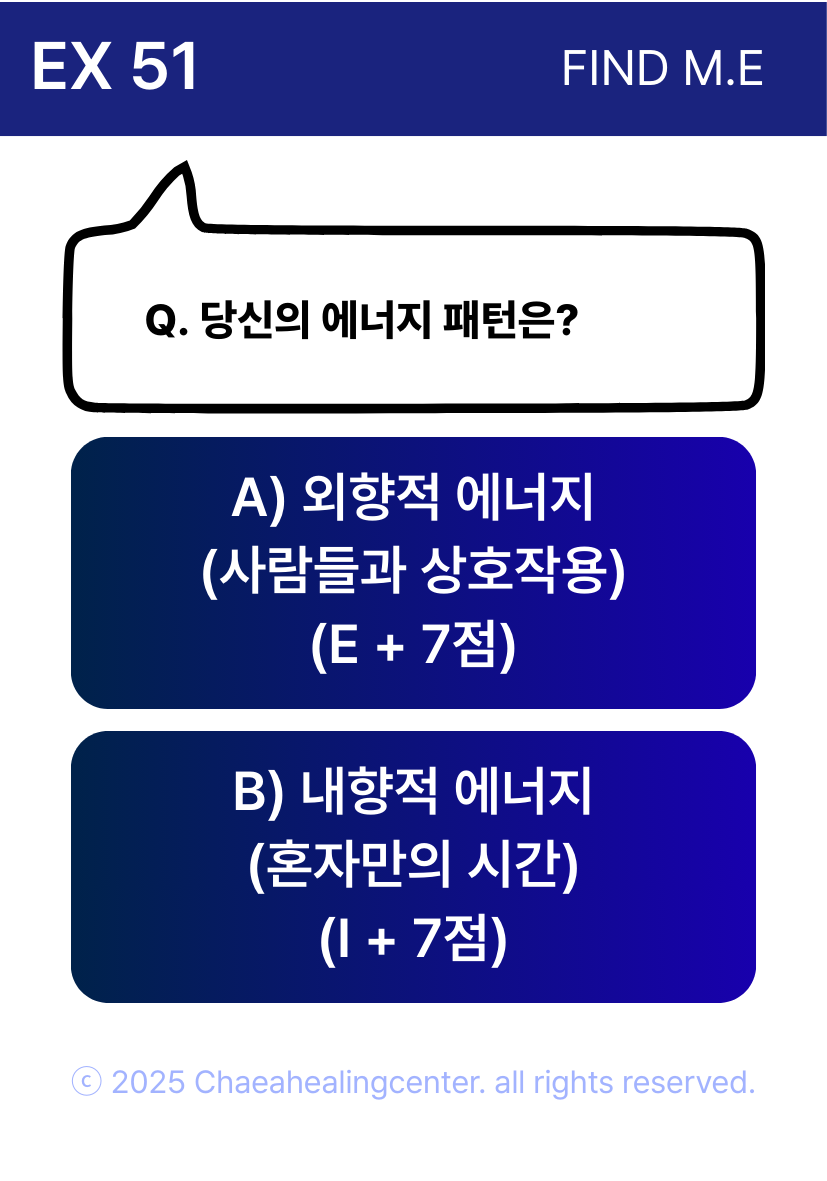 EX 51
FIND M.E
Q. 당신의 에너지 패턴은?
A) 외향적 에너지
(사람들과 상호작용)
(E + 7점)
B) 내향적 에너지
(혼자만의 시간)
(I + 7점)
ⓒ 2025 Chaeahealingcenter. all rights reserved.